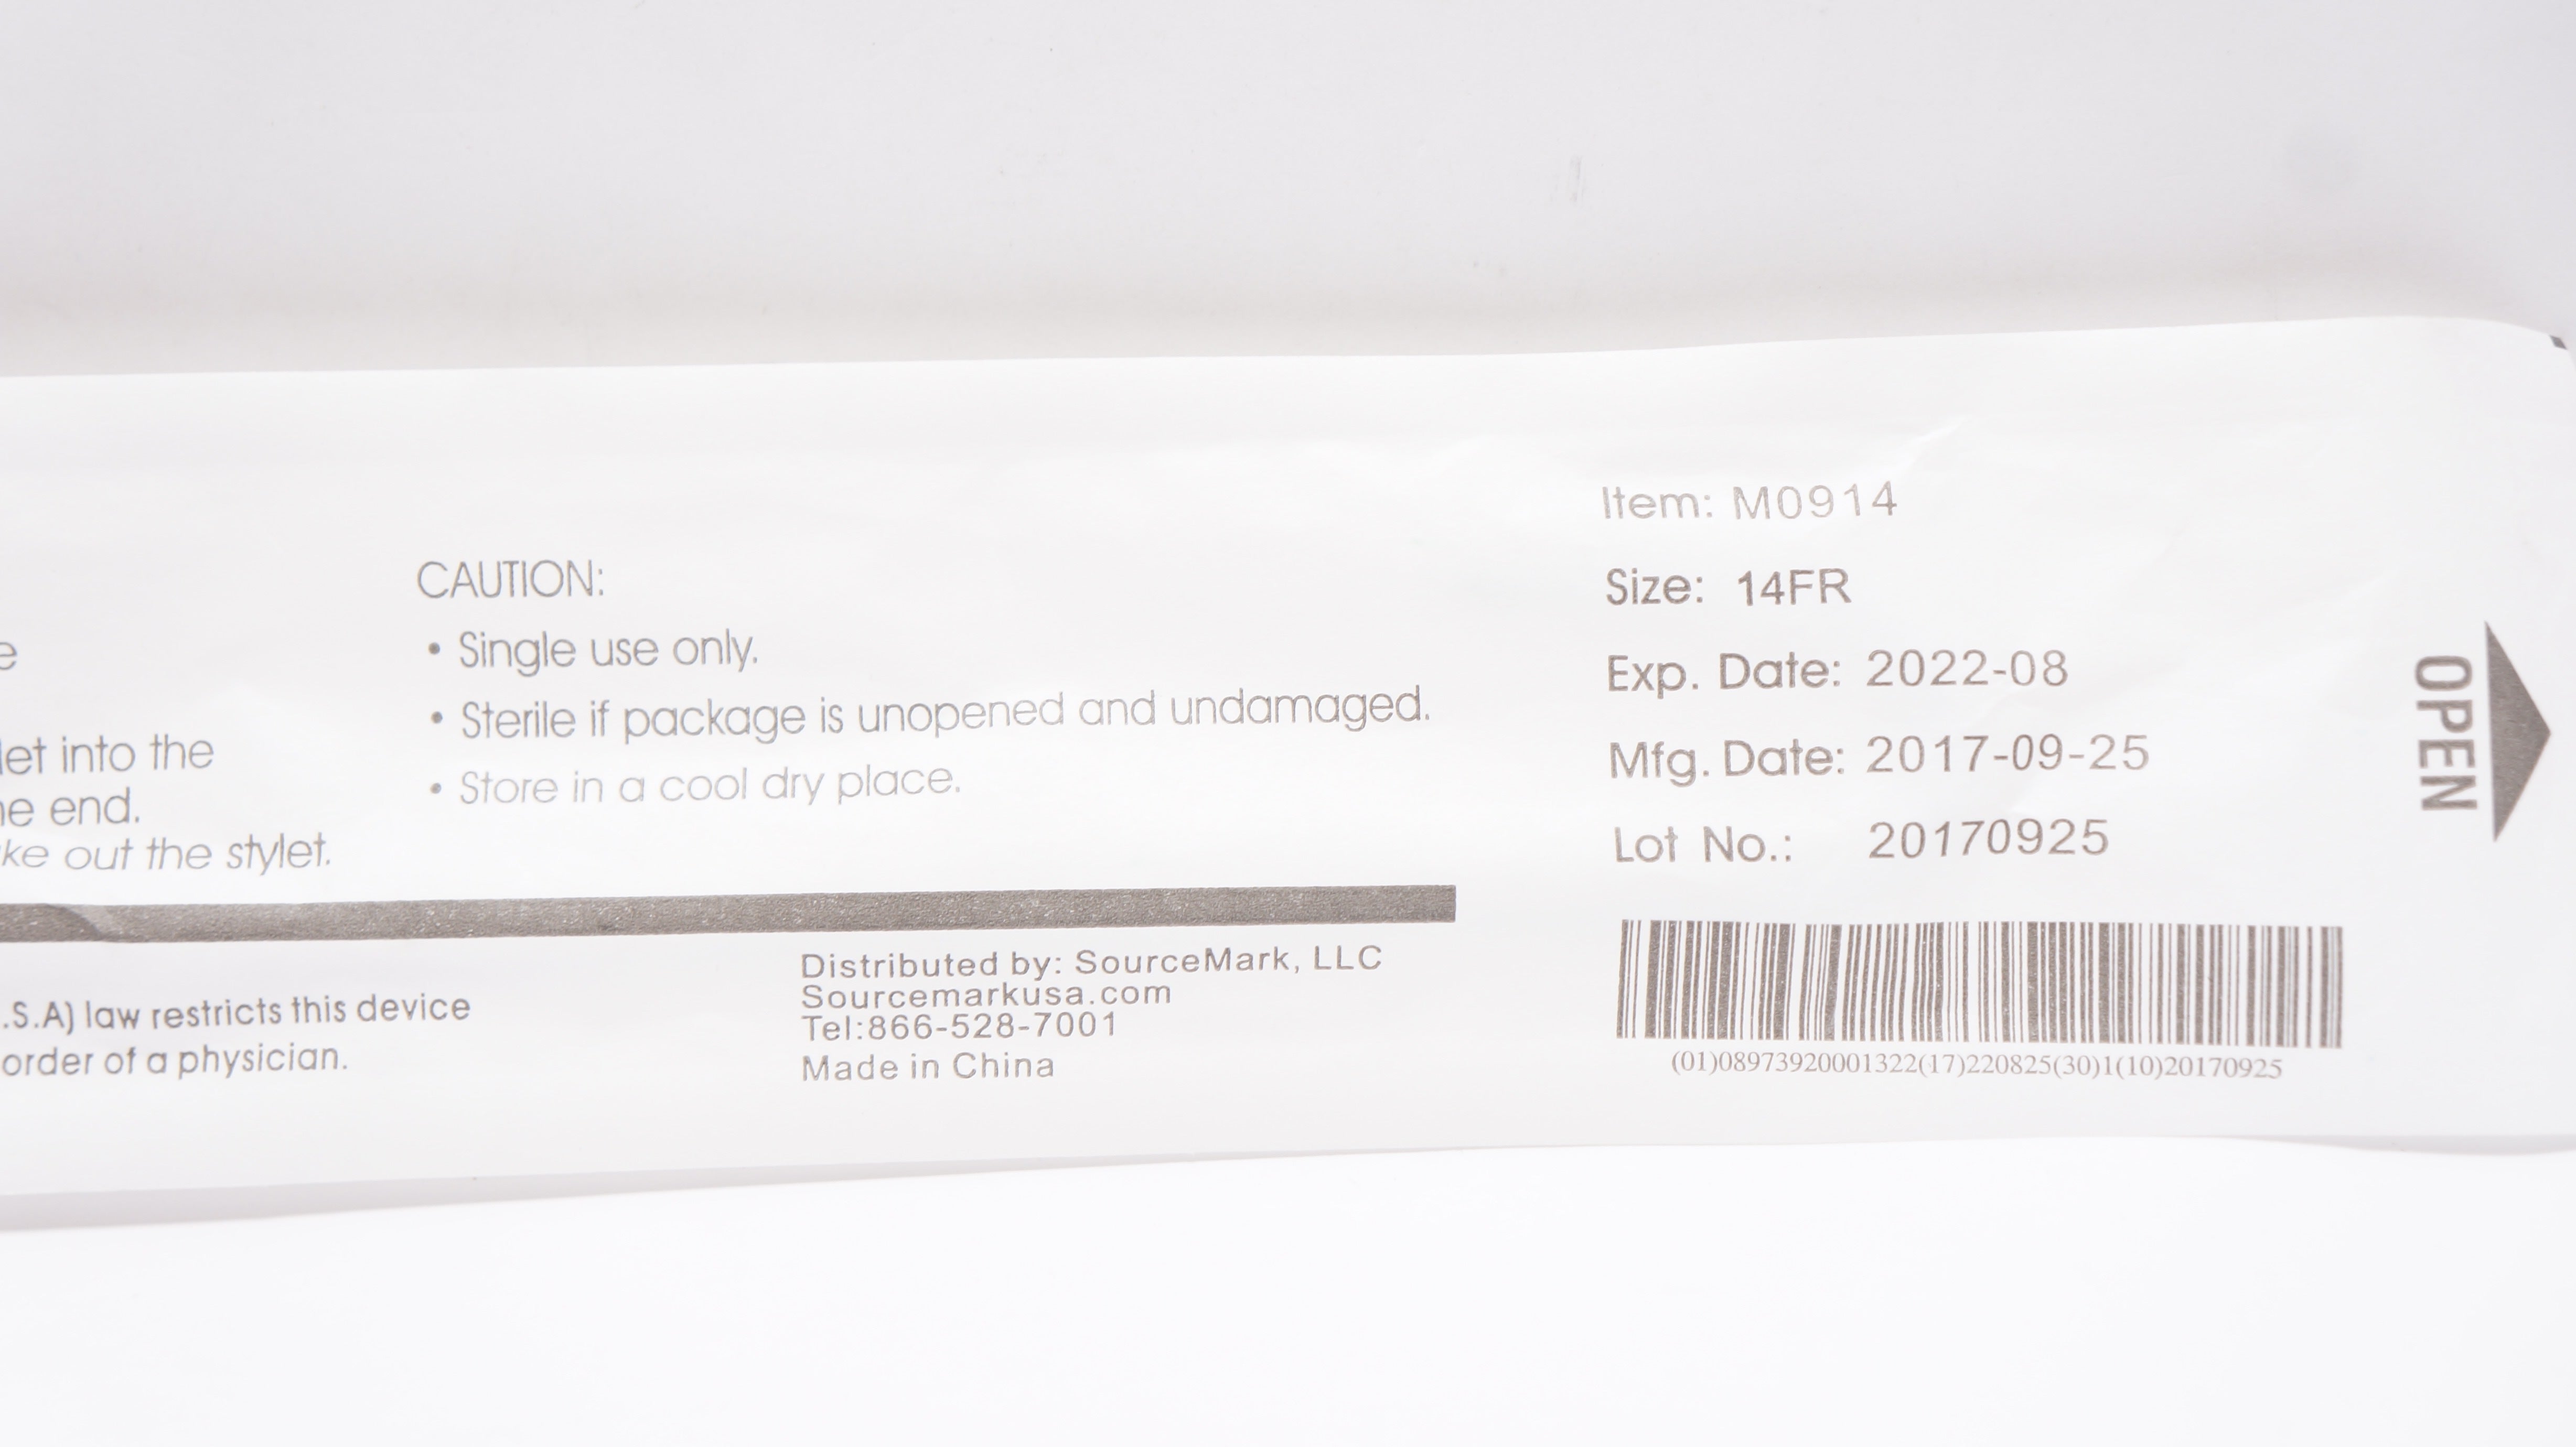 e
let into the
he end.
ke out the stylet.
CAUTION:
• Single use only.
• Sterile if package is unopened and undamaged.
• Store in a cool dry place.
.S.A) law restricts this device
order of a physician.
Distributed by: SourceMark, LLC
Sourcemarkusa.com
Tel:866-528-7001
Made in China
Item: M0914
Size: 14FR
Exp. Date: 2022-08
Mfg. Date: 2017-09-25
Lot No.: 20170925
(01)08973920001322(17)220825(30)1(10)20170925
OPEN